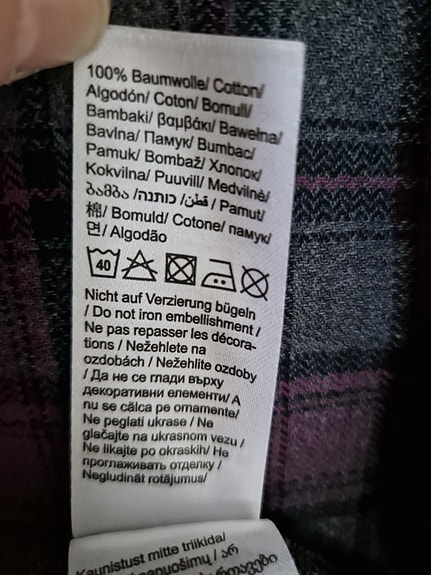 100% Baumwolle/ Cotton/
Algodón/ Coton/ Bomull/
Bambaki/ βαμβάκι/ Bawełna/
Bavlna/ Памук/ Bumbac/
Pamuk/ Bombaž/ Хлопок/
Kokvilna/ Puuvill/ Medvilnė/
ბამბა/ כותנה/ قطن/ Pamut/
棉/ Bomuld/ Cotone/ памук/
면/ Algodão
40
Nicht auf Verzierung bügeln
/ Do not iron embellishment /
Ne pas repasser les décora-
tions / Nežehlete na
ozdobách / Nežehlite ozdoby
/ Да не се глади върху
декоративни елементи/ A
nu se călca pe ornamente/
Ne peglati ukrase / Ne
glačajte na ukrasnom vezu /
Ne likajte po okraskih/ Не
проглаживать отделку /
Negludināt rotājumus/
Kaunistust mitte triikida/